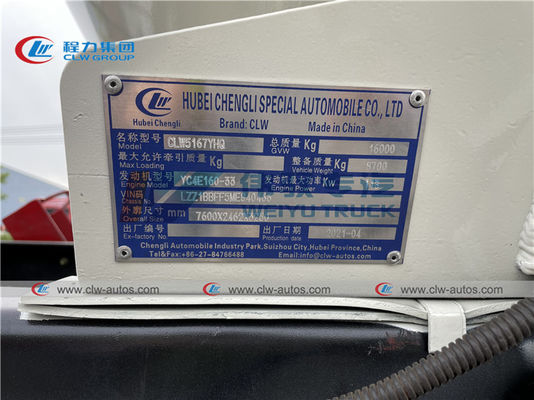 程力集团
CLW GROUP
CLW HUBEI CHENGLI SPECIAL AUTOMOBILE CO., LTD
Hubei Chengli Brand: CLW Made in China
名称型号 Model CLW5167YHQ 总质量 GVW Kg 16000
最大允许牵引质量 Max Loading Kg 整备质量 Vehicle Weight Kg 8700
发动机型号 Engine Model YC4E160-33 发动机最大功率 Engine Power Kw
VIN码
外廓尺寸 mm
WEIYU TRUCK
出厂编号 Ex-factory No. 出厂日期 Date 2021-04
Chengli Automobile Industry Park, Suizhou City, Hubei Province, China
Tel&Fax:+86-27-84766488 Email:info@clw-autos.com
www.clw-autos.com www.clw-autos.com www.clw-autos.com